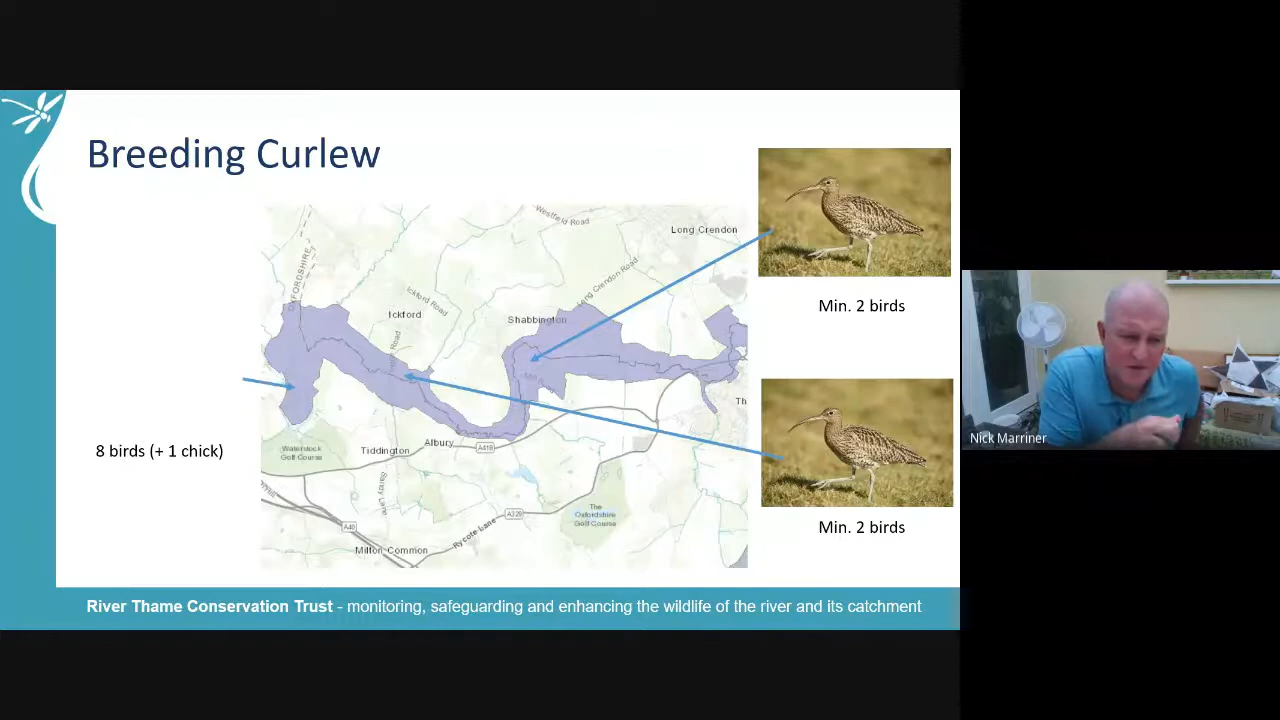 Breeding Curlew
Westfield Road
Long Crendon
Long Crendon Road
Ickford Road
Ickford
Shabbington
Min. 2 birds
8 birds (+ 1 chick)
Waterstock
Golf Course
Tiddington
Albury
A418
Th
Sandy Lane
The
Oxfordshire
Golf Course
A329
Rycote Lane
A40
Milton Common
Min. 2 birds
Nick Marriner
River Thame Conservation Trust - monitoring, safeguarding and enhancing the wildlife of the river and its catchment